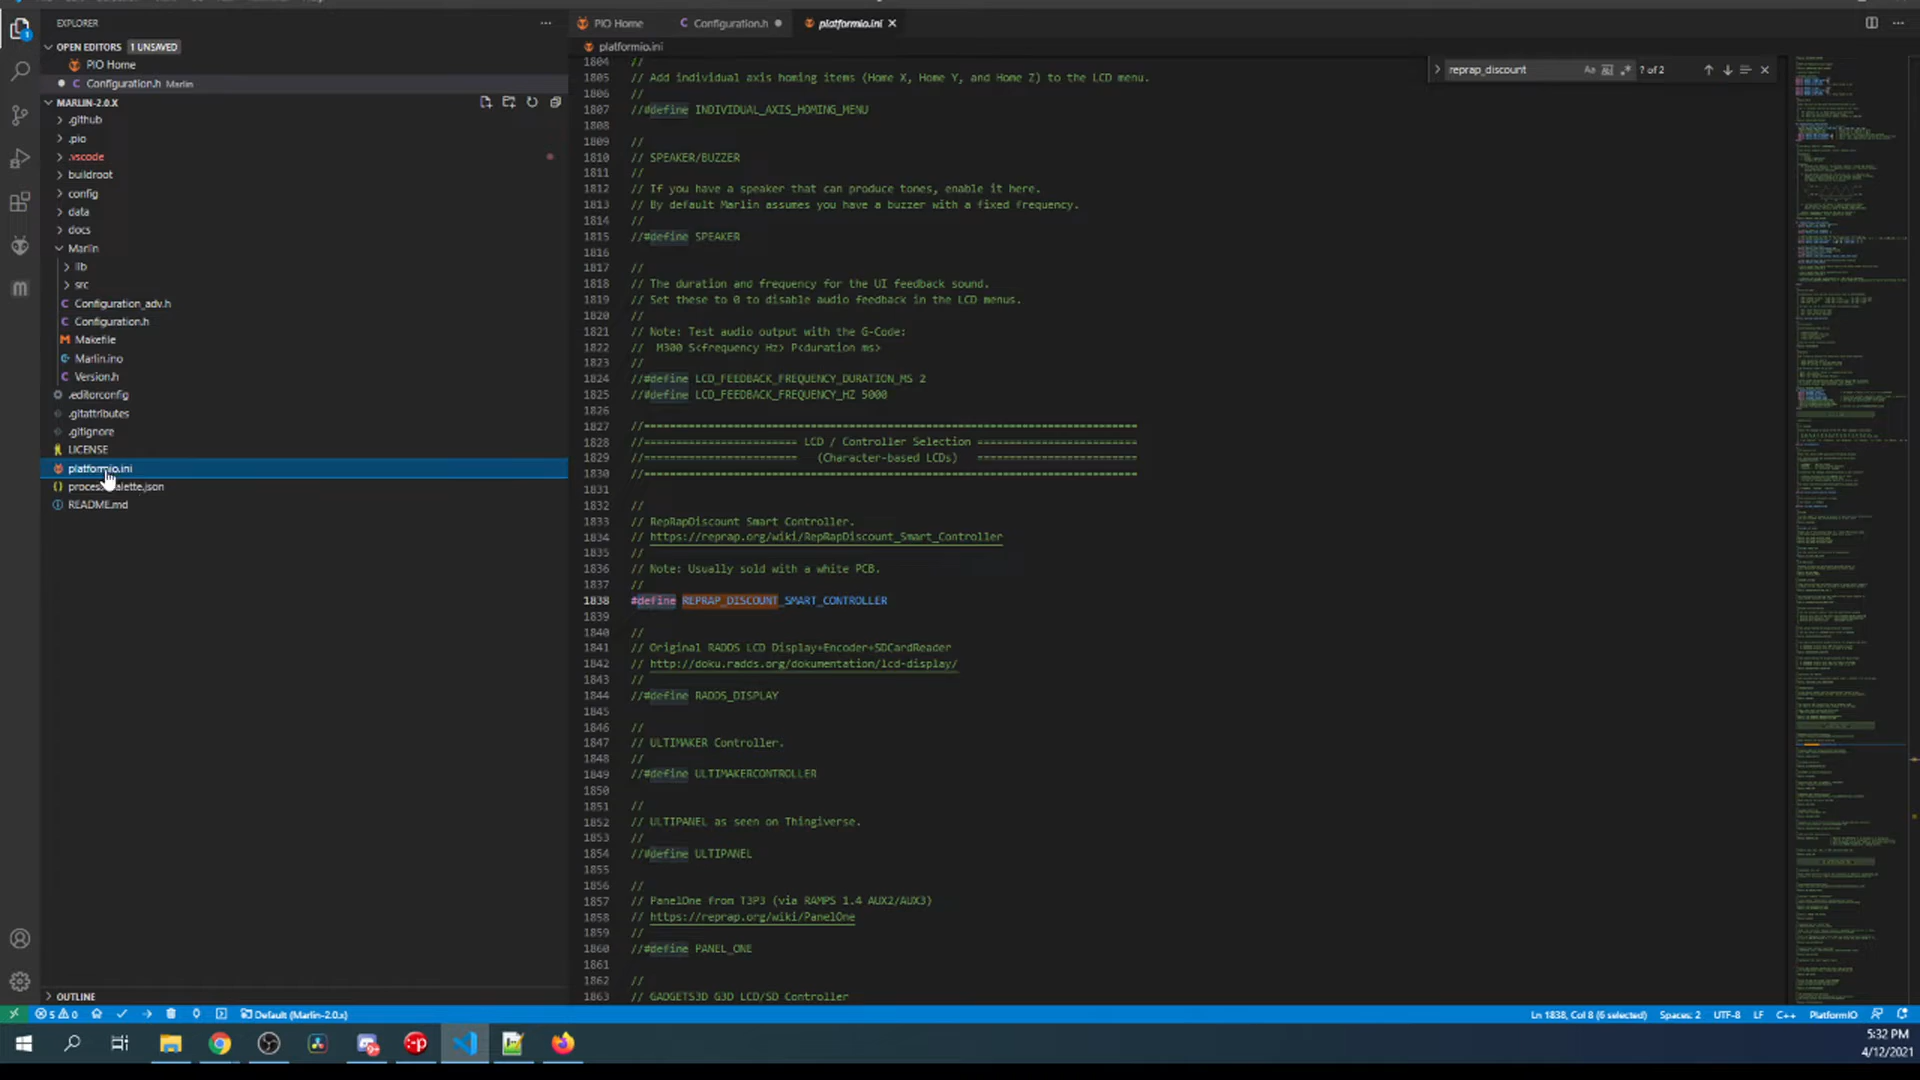 EXPLORER
OPEN EDITORS 1 UNSAVED
PIO Home
Configuration.h Marlin
MARLIN-2.0.X
.github
.pio
.vscode
buildroot
config
data
docs
Marlin
lib
src
Configuration_adv.h
Configuration.h
Makefile
Marlin.ino
Version.h
.editorconfig
.gitattributes
.gitignore
LICENSE
platformio.ini
README.md
OUTLINE
PIO Home
Configuration.h
platformio.ini
platformio.ini
reprap_discount
? of 2
1804 //
1805 // Add individual axis homing items (Home X, Home Y, and Home Z) to the LCD menu.
1806 //
1807 //#define INDIVIDUAL_AXIS_HOMING_MENU
1808
1809 //
1810 // SPEAKER/BUZZER
1811 //
1812 // If you have a speaker that can produce tones, enable it here.
1813 // By default Marlin assumes you have a buzzer with a fixed frequency.
1814 //
1815 //#define SPEAKER
1816
1817 //
1818 // The duration and frequency for the UI feedback sound.
1819 // Set these to 0 to disable audio feedback in the LCD menus.
1820 //
1821 // Note: Test audio output with the G-Code:
1822 //  M300 S<frequency Hz> P<duration ms>
1823 //
1824 //#define LCD_FEEDBACK_FREQUENCY_DURATION_MS 2
1825 //#define LCD_FEEDBACK_FREQUENCY_HZ 5000
1826
1827 //=============================================================================
1828 //======================== LCD / Controller Selection =========================
1829 //========================   (Character-based LCDs)   =========================
1830 //=============================================================================
1831
1832 //
1833 // RepRapDiscount Smart Controller.
1834 // https://reprap.org/wiki/RepRapDiscount_Smart_Controller
1835 //
1836 // Note: Usually sold with a white PCB.
1837 //
1838 #define REPRAP_DISCOUNT_SMART_CONTROLLER
1839
1840 //
1841 // Original RADDS LCD Display+Encoder+SDCardReader
1842 // http://doku.radds.org/dokumentation/lcd-display/
1843 //
1844 //#define RADDS_DISPLAY
1845
1846 //
1847 // ULTIMAKER Controller.
1848 //
1849 //#define ULTIMAKERCONTROLLER
1850
1851 //
1852 // ULTIPANEL as seen on Thingiverse.
1853 //
1854 //#define ULTIPANEL
1855
1856 //
1857 // PanelOne from T3P3 (via RAMPS 1.4 AUX2/AUX3)
1858 // https://reprap.org/wiki/PanelOne
1859 //
1860 //#define PANEL_ONE
1861
1862 //
1863 // GADGETS3D G3D LCD/SD Controller
5 0 Default (Marlin-2.0.x)
Ln 1838, Col 8 (6 selected) Spaces: 2 UTF-8 LF C++ PlatformIO
5:32 PM
4/12/2021